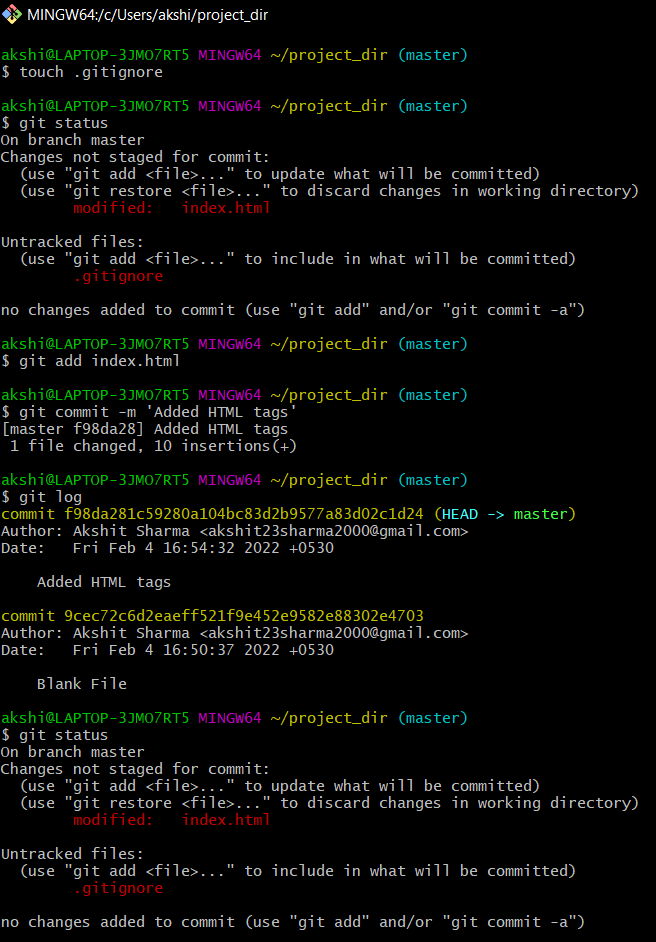 MINGW64:/c/Users/akshi/project_dir
akshi@LAPTOP-3JMO7RT5 MINGW64 ~/project_dir (master)
$ touch .gitignore
akshi@LAPTOP-3JMO7RT5 MINGW64 ~/project_dir (master)
$ git status
On branch master
Changes not staged for commit:
  (use "git add <file>..." to update what will be committed)
  (use "git restore <file>..." to discard changes in working directory)
        modified:   index.html
Untracked files:
  (use "git add <file>..." to include in what will be committed)
        .gitignore
no changes added to commit (use "git add" and/or "git commit -a")
akshi@LAPTOP-3JMO7RT5 MINGW64 ~/project_dir (master)
$ git add index.html
akshi@LAPTOP-3JMO7RT5 MINGW64 ~/project_dir (master)
$ git commit -m 'Added HTML tags'
[master f98da28] Added HTML tags
 1 file changed, 10 insertions(+)
akshi@LAPTOP-3JMO7RT5 MINGW64 ~/project_dir (master)
$ git log
commit f98da281c59280a104bc83d2b9577a83d02c1d24 (HEAD -> master)
Author: Akshit Sharma <akshit23sharma2000@gmail.com>
Date:   Fri Feb 4 16:54:32 2022 +0530
    Added HTML tags
commit 9cec72c6d2eaeff521f9e452e9582e88302e4703
Author: Akshit Sharma <akshit23sharma2000@gmail.com>
Date:   Fri Feb 4 16:50:37 2022 +0530
    Blank File
akshi@LAPTOP-3JMO7RT5 MINGW64 ~/project_dir (master)
$ git status
On branch master
Changes not staged for commit:
  (use "git add <file>..." to update what will be committed)
  (use "git restore <file>..." to discard changes in working directory)
        modified:   index.html
Untracked files:
  (use "git add <file>..." to include in what will be committed)
        .gitignore
no changes added to commit (use "git add" and/or "git commit -a")